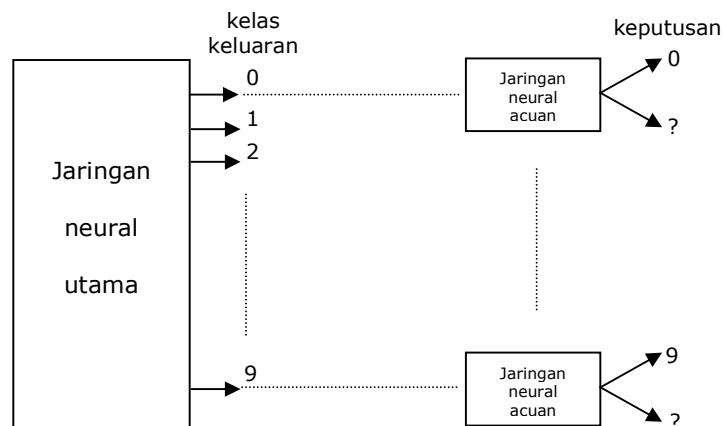 kelas
keluaran
keputusan
0
Jaringan
neural
acuan
0
1
?
2
Jaringan
neural
utama
9
Jaringan
neural
acuan
9
?